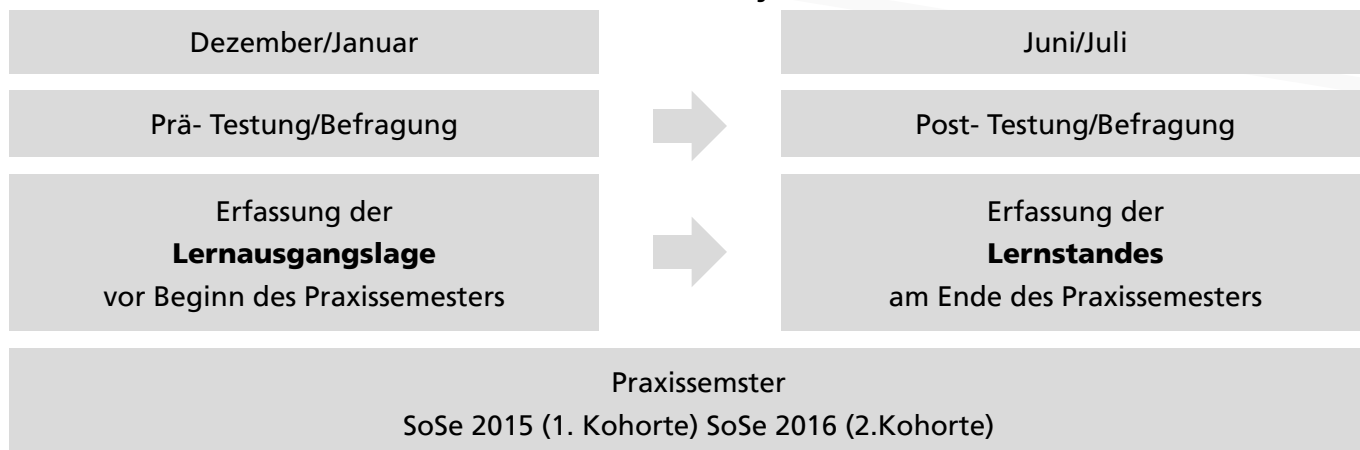 Dezember/Januar
Juni/Juli
Prä- Testung/Befragung
Post- Testung/Befragung
Erfassung der
Lernausgangslage
vor Beginn des Praxissemesters
Erfassung der
Lernstandes
am Ende des Praxissemesters
Praxissemster
SoSe 2015 (1. Kohorte) SoSe 2016 (2.Kohorte)